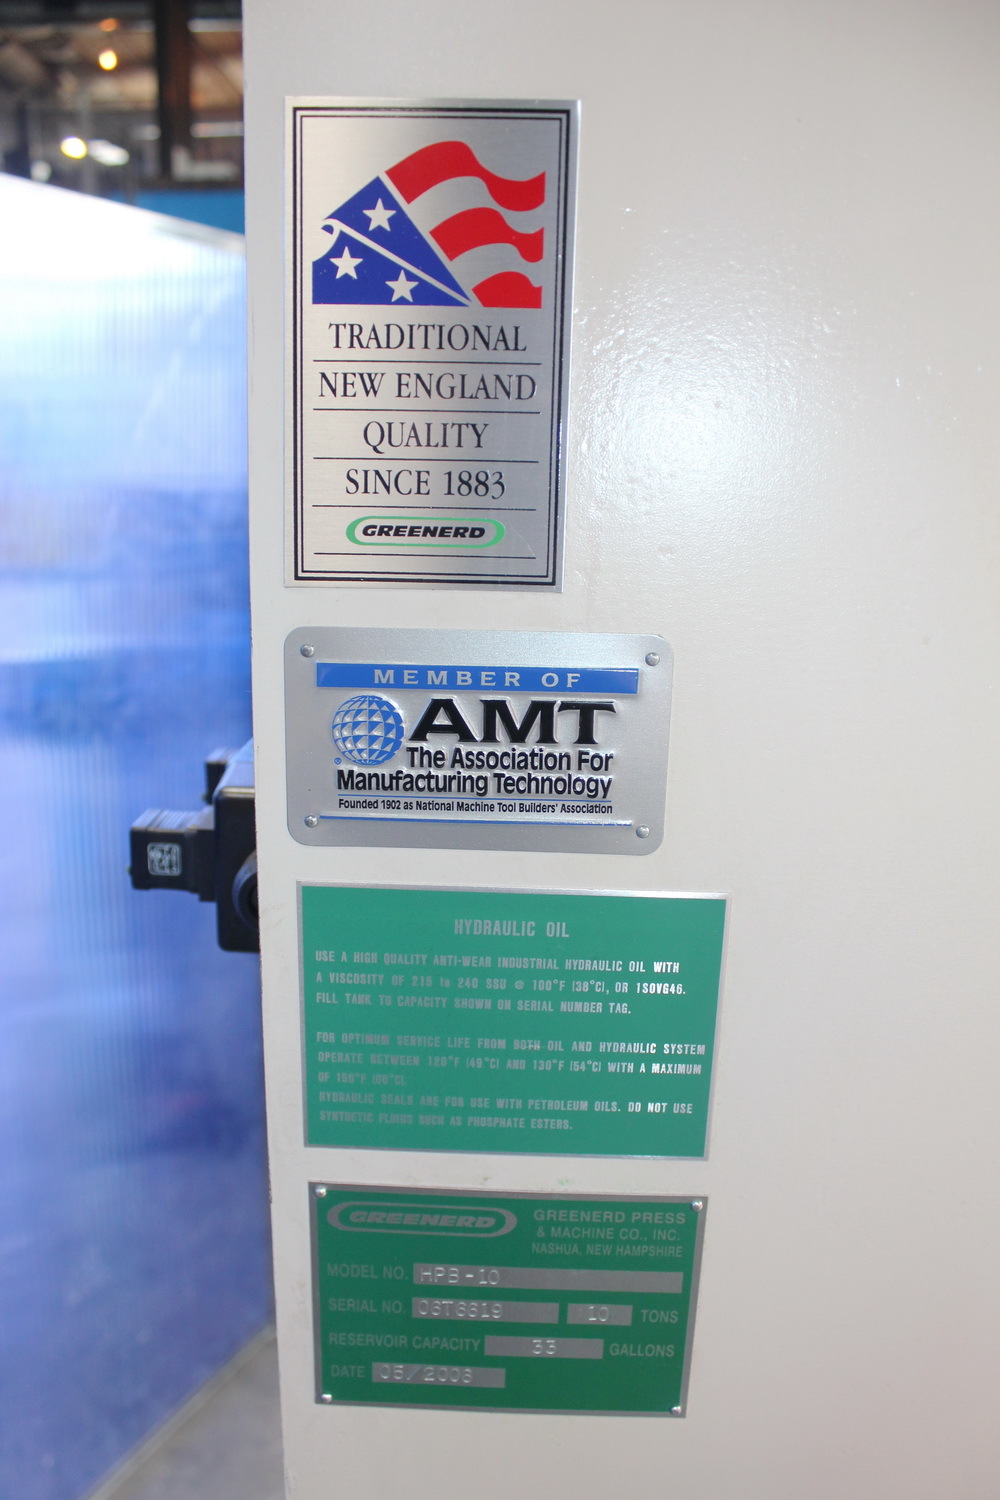 TRADITIONAL
NEW ENGLAND
QUALITY
SINCE 1883
GREENERD
MEMBER OF
AMT
®
The Association For
Manufacturing Technology
Founded 1902 as National Machine Tool Builders' Association
HYDRAULIC OIL
USE A HIGH QUALITY ANTI-WEAR INDUSTRIAL HYDRAULIC OIL WITH
A VISCOSITY OF 215 to 240 SSU @ 100°F (38°C), OR ISOVG46.
FILL TANK TO CAPACITY SHOWN ON SERIAL NUMBER TAG.
FOR OPTIMUM SERVICE LIFE FROM BOTH OIL AND HYDRAULIC SYSTEM
OPERATE BETWEEN 120°F (49°C) AND 130°F (54°C) WITH A MAXIMUM
OF
HYDRAULIC SEALS ARE FOR USE WITH PETROLEUM OILS. DO NOT USE
SYNTHETIC FLUIDS SUCH AS PHOSPHATE ESTERS.
GREENERD
GREENERD PRESS
& MACHINE CO., INC.
NASHUA, NEW HAMPSHIRE
MODEL NO. HPB-10
SERIAL NO. 06T6619 10 TONS
RESERVOIR CAPACITY 33 GALLONS
DATE 05/2006